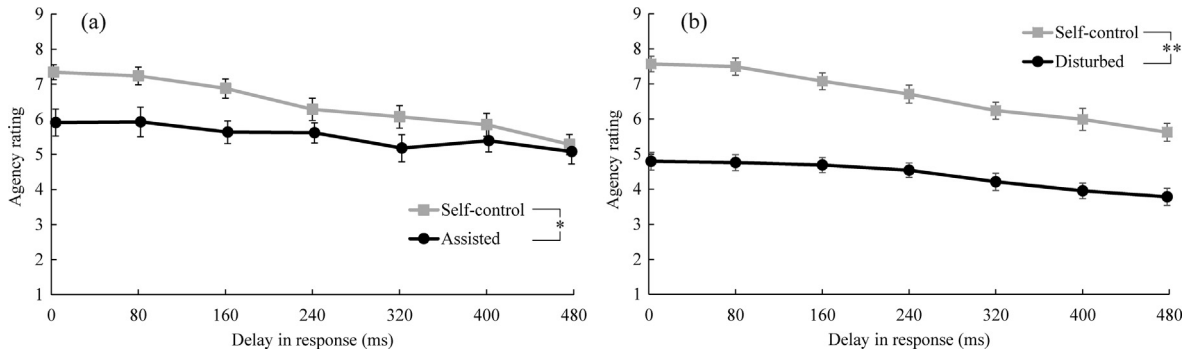 (a)
Agency rating
9
8
7
6
5
4
3
2
1
Self-control
Assisted
*
0 80 160 240 320 400 480
Delay in response (ms)
(b)
Agency rating
9
8
7
6
5
4
3
2
1
Self-control
Disturbed
**
0 80 160 240 320 400 480
Delay in response (ms)